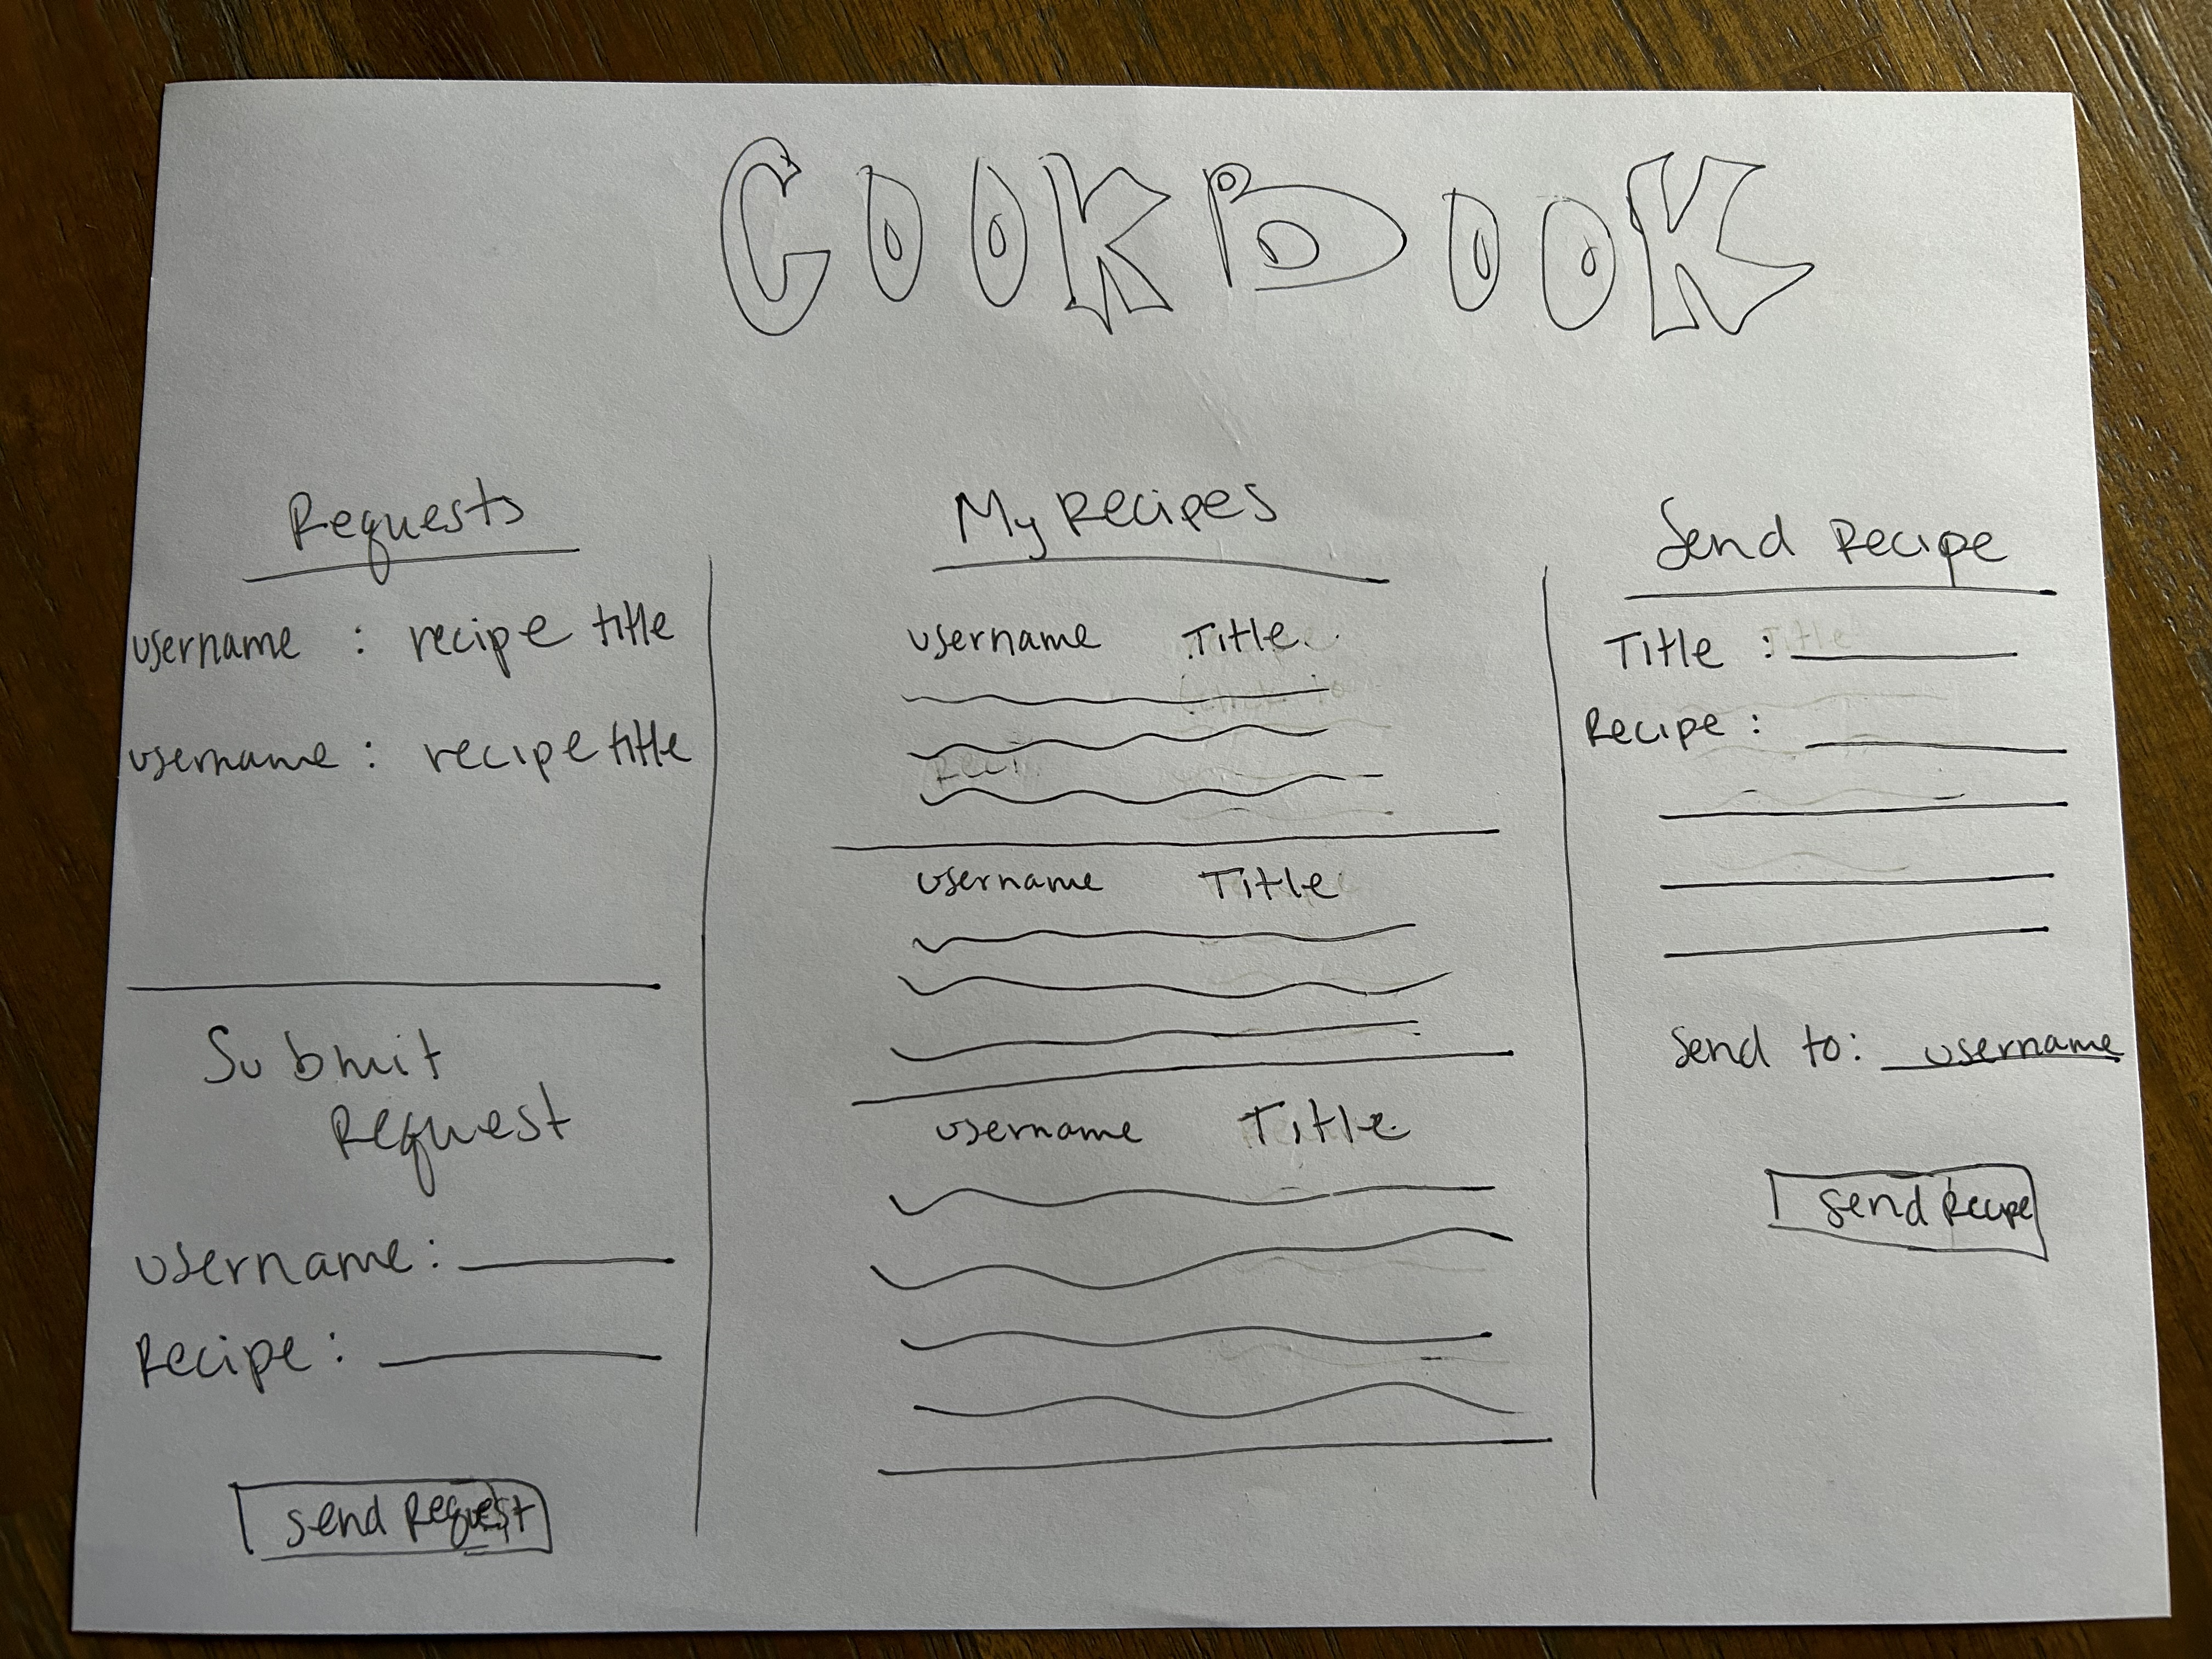 COOKBOOK
Requests
username : recipe title
username : recipe title
Submit
Request
username:
Recipe:
Send Request
My Recipes
username Title
username Title
username Title
Send Recipe
Title :
Recipe :
Send to: username
Send Recipe